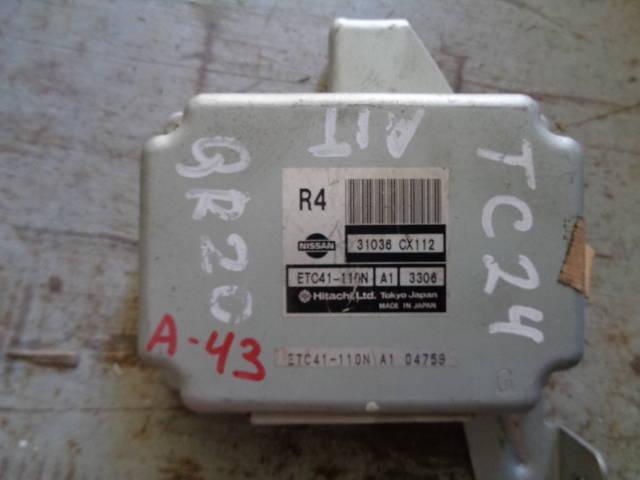 A/T
QR20
TC24
R4
NISSAN
31036 CX112
ETC41-110N A1 3306
Hitachi, Ltd. Tokyo Japan
MADE IN JAPAN
A-43
ETC41-110N A1 04759
G